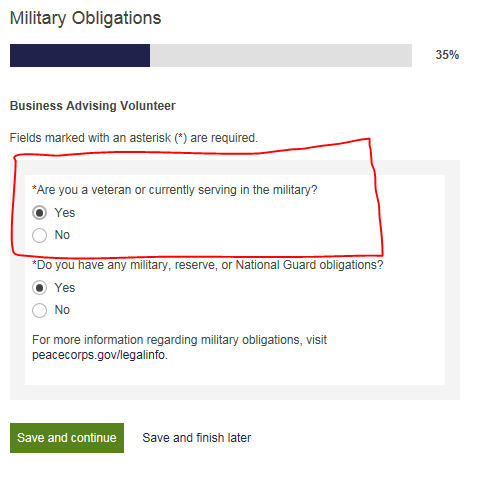 Military Obligations
35%
Business Advising Volunteer
Fields marked with an asterisk (*) are required.
*Are you a veteran or currently serving in the military?
Yes
No
*Do you have any military, reserve, or National Guard obligations?
Yes
No
For more information regarding military obligations, visit
peacecorps.gov/legalinfo.
Save and continue Save and finish later